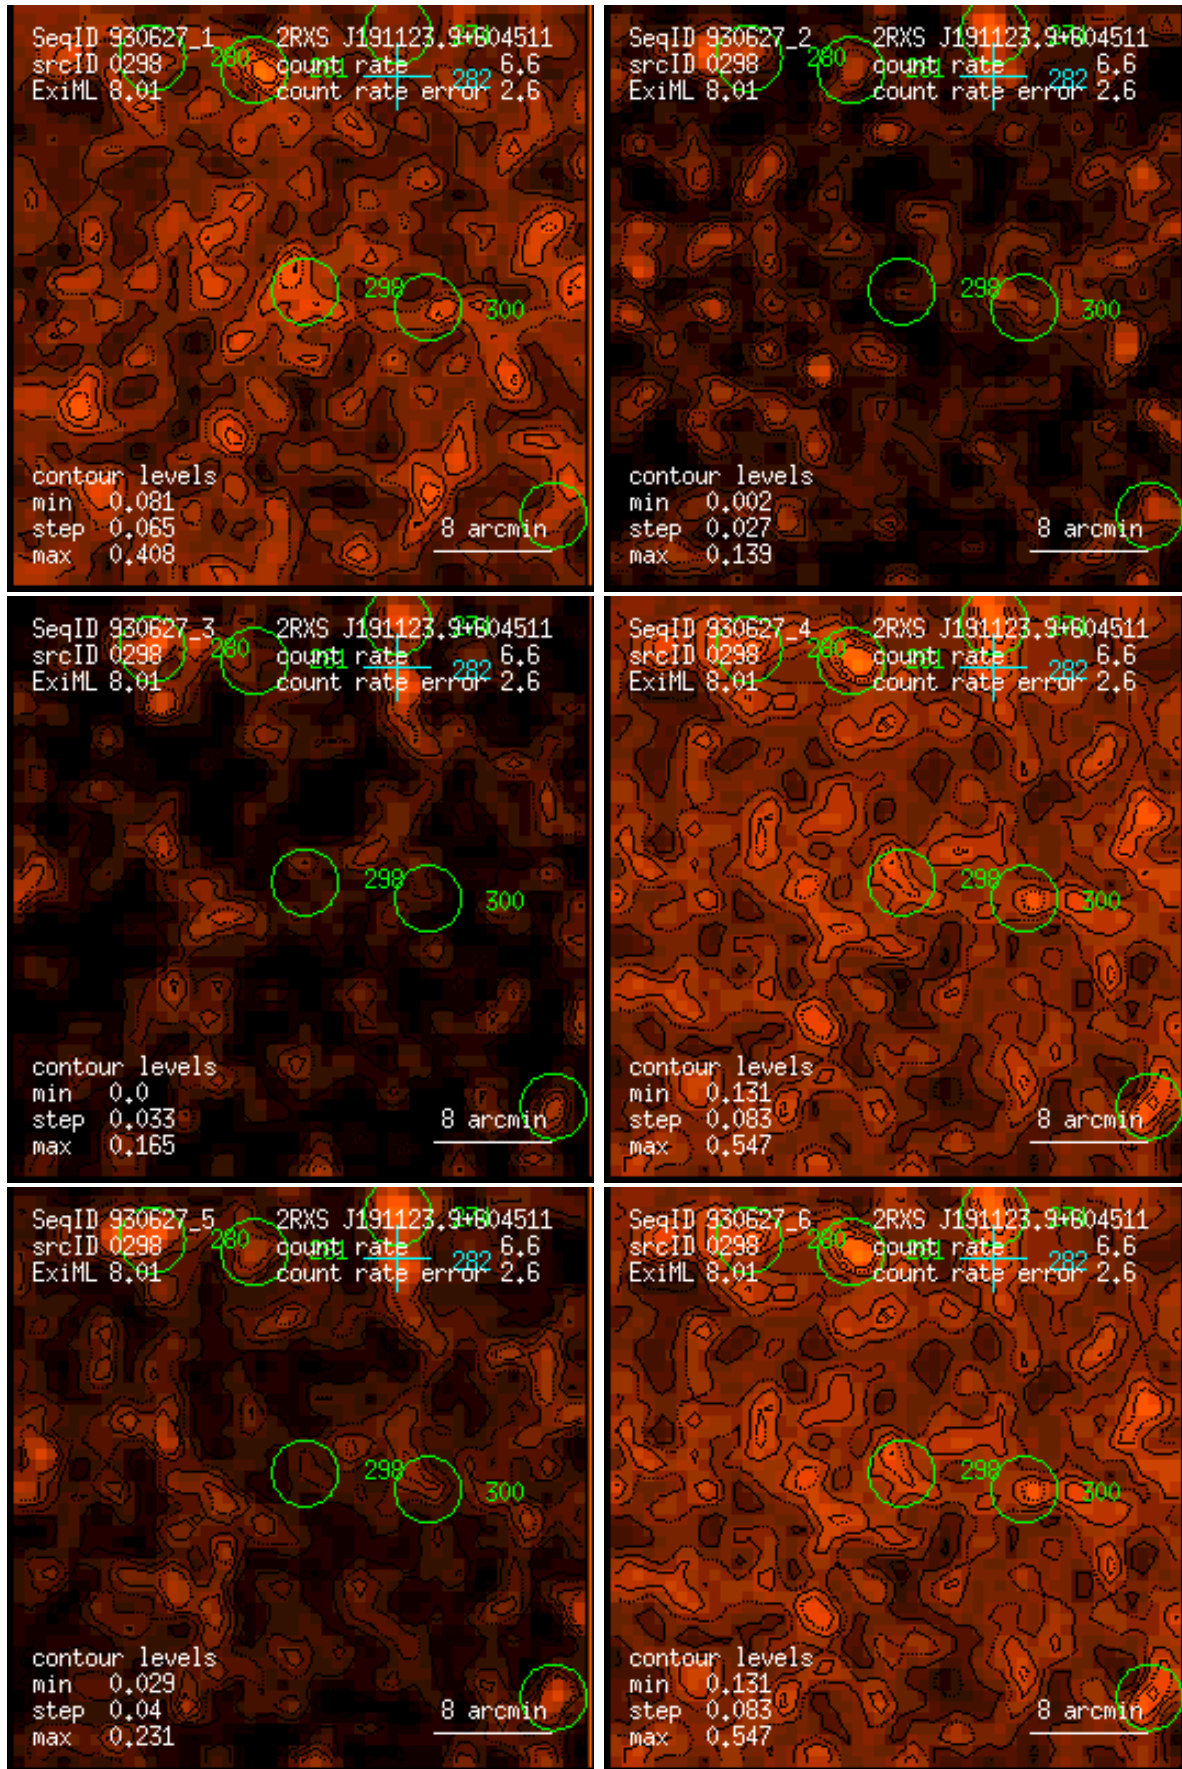 SeqID 930627_1 2RXS J191123.9+604511
srcID 0298 280 count rate 281 6.6
ExiML 8.01 count rate error 2.6 282
298
300
contour levels
min 0.081
step 0.065 8 arcmin
max 0.408
SeqID 930627_2 2RXS J191123.9+604511
srcID 0298 280 count rate 281 6.6
ExiML 8.01 count rate error 2.6 282
298
300
contour levels
min 0.002
step 0.027 8 arcmin
max 0.139
SeqID 930627_3 2RXS J191123.9+604511
srcID 0298 280 count rate 281 6.6
ExiML 8.01 count rate error 2.6 282
298
300
contour levels
min 0.0
step 0.033 8 arcmin
max 0.165
SeqID 930627_4 2RXS J191123.9+604511
srcID 0298 280 count rate 281 6.6
ExiML 8.01 count rate error 2.6 282
298
300
contour levels
min 0.131
step 0.083 8 arcmin
max 0.547
SeqID 930627_5 2RXS J191123.9+604511
srcID 0298 280 count rate 281 6.6
ExiML 8.01 count rate error 2.6 282
298
300
contour levels
min 0.029
step 0.04 8 arcmin
max 0.231
SeqID 930627_6 2RXS J191123.9+604511
srcID 0298 280 count rate 281 6.6
ExiML 8.01 count rate error 2.6 282
298
300
contour levels
min 0.131
step 0.083 8 arcmin
max 0.547